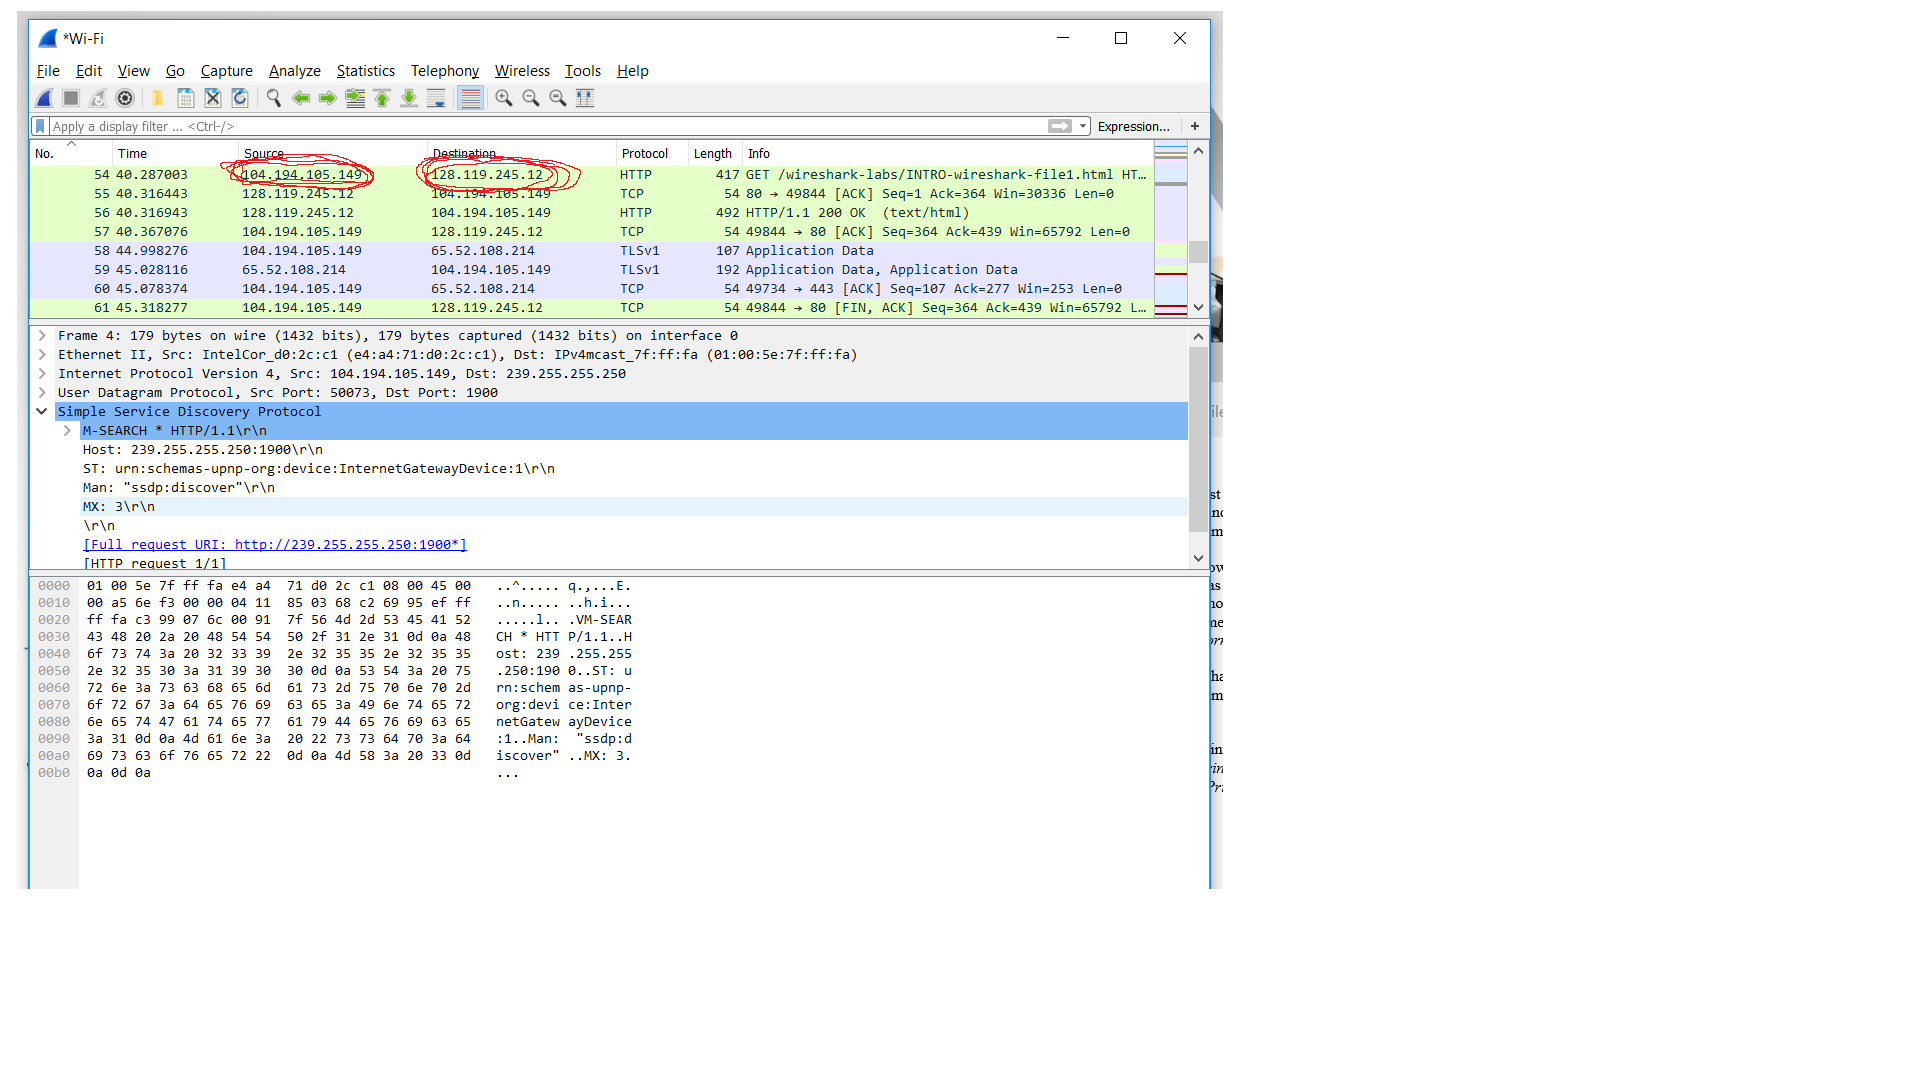 *Wi-Fi
File Edit View Go Capture Analyze Statistics Telephony Wireless Tools Help
Apply a display filter ... <Ctrl-/> Expression... +
No. Time Source Destination Protocol Length Info
54 40.287003 104.194.105.149 128.119.245.12 HTTP 417 GET /wireshark-labs/INTRO-wireshark-file1.html HT...
55 40.316443 128.119.245.12 104.194.105.149 TCP 54 80 → 49844 [ACK] Seq=1 Ack=364 Win=30336 Len=0
56 40.316943 128.119.245.12 104.194.105.149 HTTP 492 HTTP/1.1 200 OK  (text/html)
57 40.367076 104.194.105.149 128.119.245.12 TCP 54 49844 → 80 [ACK] Seq=364 Ack=439 Win=65792 Len=0
58 44.998276 104.194.105.149 65.52.108.214 TLSv1 107 Application Data
59 45.028116 65.52.108.214 104.194.105.149 TLSv1 192 Application Data, Application Data
60 45.078374 104.194.105.149 65.52.108.214 TCP 54 49734 → 443 [ACK] Seq=107 Ack=277 Win=253 Len=0
61 45.318277 104.194.105.149 128.119.245.12 TCP 54 49844 → 80 [FIN, ACK] Seq=364 Ack=439 Win=65792 L...
Frame 4: 179 bytes on wire (1432 bits), 179 bytes captured (1432 bits) on interface 0
Ethernet II, Src: IntelCor_d0:2c:c1 (e4:a4:71:d0:2c:c1), Dst: IPv4mcast_7f:ff:fa (01:00:5e:7f:ff:fa)
Internet Protocol Version 4, Src: 104.194.105.149, Dst: 239.255.255.250
User Datagram Protocol, Src Port: 50073, Dst Port: 1900
Simple Service Discovery Protocol
M-SEARCH * HTTP/1.1\r\n
Host: 239.255.255.250:1900\r\n
ST: urn:schemas-upnp-org:device:InternetGatewayDevice:1\r\n
Man: "ssdp:discover"\r\n
MX: 3\r\n
\r\n
[Full request URI: http://239.255.255.250:1900*]
[HTTP request 1/1]
0000 01 00 5e 7f ff fa e4 a4 71 d0 2c c1 08 00 45 00 ..^..... q.,...E.
0010 00 a5 6e f3 00 00 04 11 85 03 68 c2 69 95 ef ff ..n..... ..h.i...
0020 ff fa c3 99 07 6c 00 91 7f 56 4d 2d 53 45 41 52 .....l.. .VM-SEAR
0030 43 48 20 2a 20 48 54 54 50 2f 31 2e 31 0d 0a 48 CH * HTT P/1.1..H
0040 6f 73 74 3a 20 32 33 39 2e 32 35 35 2e 32 35 35 ost: 239 .255.255
0050 2e 32 35 30 3a 31 39 30 30 0d 0a 53 54 3a 20 75 .250:190 0..ST: u
0060 72 6e 3a 73 63 68 65 6d 61 73 2d 75 70 6e 70 2d rn:schem as-upnp-
0070 6f 72 67 3a 64 65 76 69 63 65 3a 49 6e 74 65 72 org:devi ce:Inter
0080 6e 65 74 47 61 74 65 77 61 79 44 65 76 69 63 65 netGatew ayDevice
0090 3a 31 0d 0a 4d 61 6e 3a 20 22 73 73 64 70 3a 64 :1..Man:  "ssdp:d
00a0 69 73 63 6f 76 65 72 22 0d 0a 4d 58 3a 20 33 0d iscover" ..MX: 3.
00b0 0a 0d 0a ...